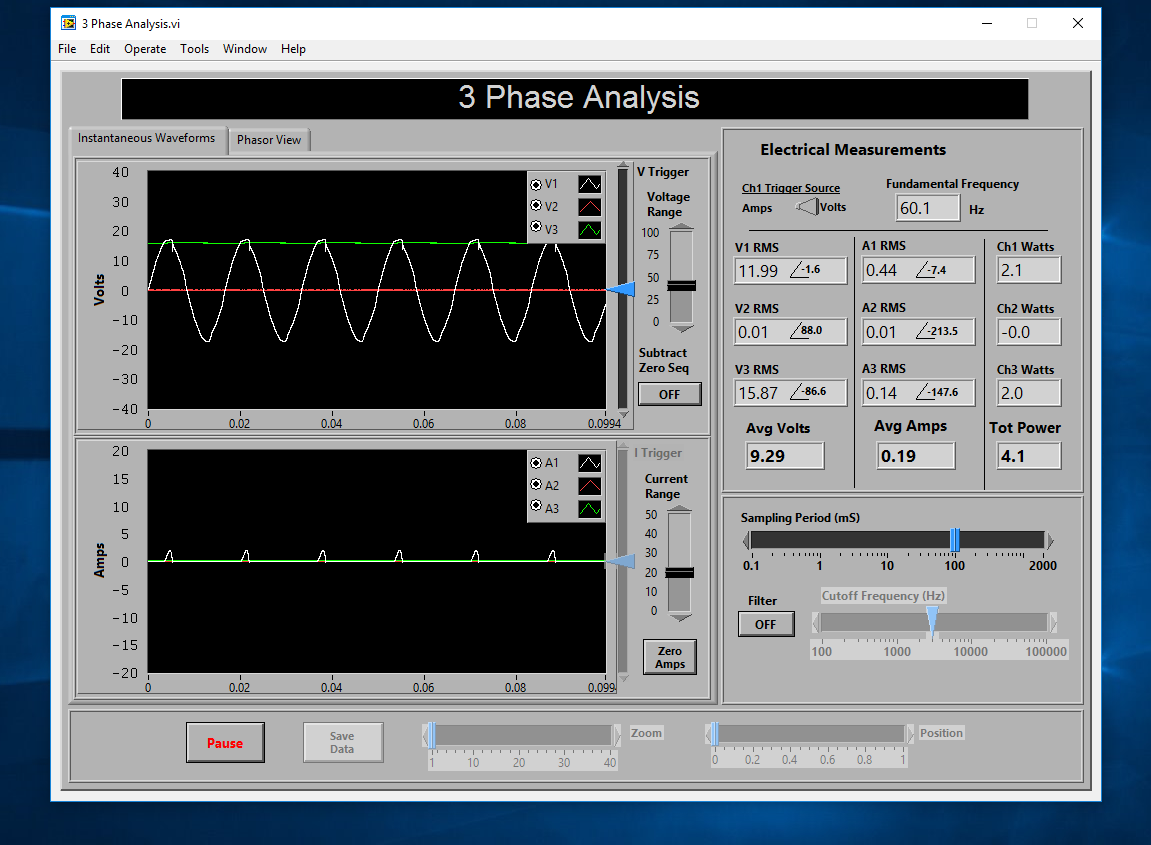 3 Phase Analysis.vi
File Edit Operate Tools Window Help
3 Phase Analysis
Instantaneous Waveforms
Phasor View
40
30
20
10
0
-10
-20
-30
-40
Volts
0 0.02 0.04 0.06 0.08 0.0994
V1
V2
V3
V Trigger
Voltage
Range
100
75
50
25
0
Subtract
Zero Seq
OFF
20
15
10
5
0
-5
-10
-15
-20
Amps
0 0.02 0.04 0.06 0.08 0.099
A1
A2
A3
I Trigger
Current
Range
50
40
30
20
10
0
Zero
Amps
Electrical Measurements
Ch1 Trigger Source
Amps Volts
Fundamental Frequency
60.1 Hz
V1 RMS A1 RMS Ch1 Watts
11.99 -1.6 0.44 -7.4 2.1
V2 RMS A2 RMS Ch2 Watts
0.01 88.0 0.01 -213.5 -0.0
V3 RMS A3 RMS Ch3 Watts
15.87 -86.6 0.14 -147.6 2.0
Avg Volts Avg Amps Tot Power
9.29 0.19 4.1
Sampling Period (mS)
0.1 1 10 100 2000
Filter
OFF
Cutoff Frequency (Hz)
100 1000 10000 100000
Pause
Save
Data
Zoom
1 10 20 30 40
Position
0 0.2 0.4 0.6 0.8 1